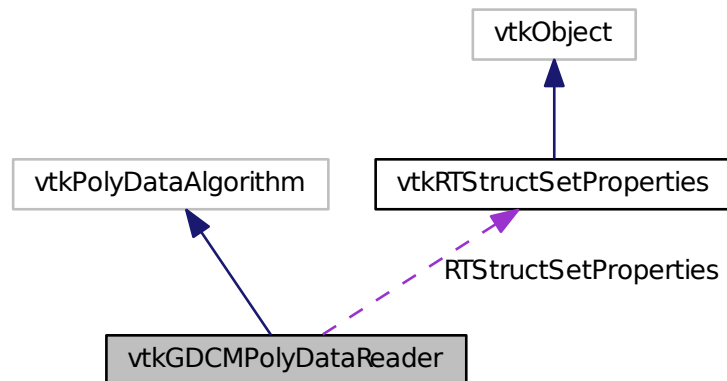 vtkObject
vtkPolyDataAlgorithm
vtkRTStructSetProperties
RTStructSetProperties
vtkGDCMPolyDataReader